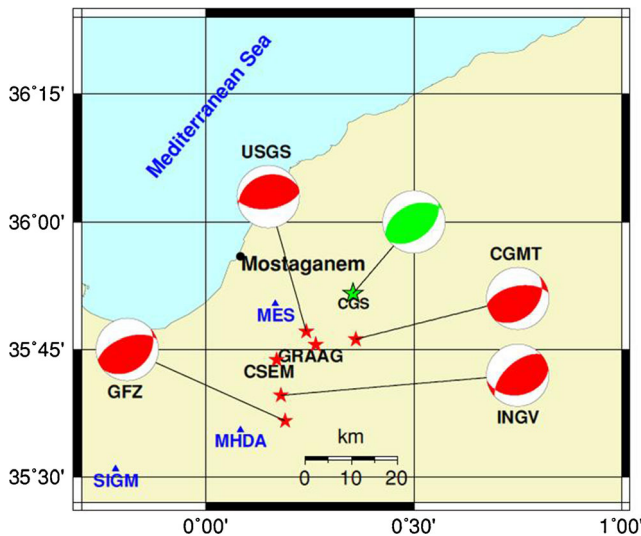 36°15'
36°00'
35°45'
35°30'
Mediterranean Sea
USGS
Mostaganem
CGS
CGMT
MES
GRAAG
CSEM
GFZ
INGV
MHDA
SIGM
km
0 10 20
0°00' 0°30' 1°00'